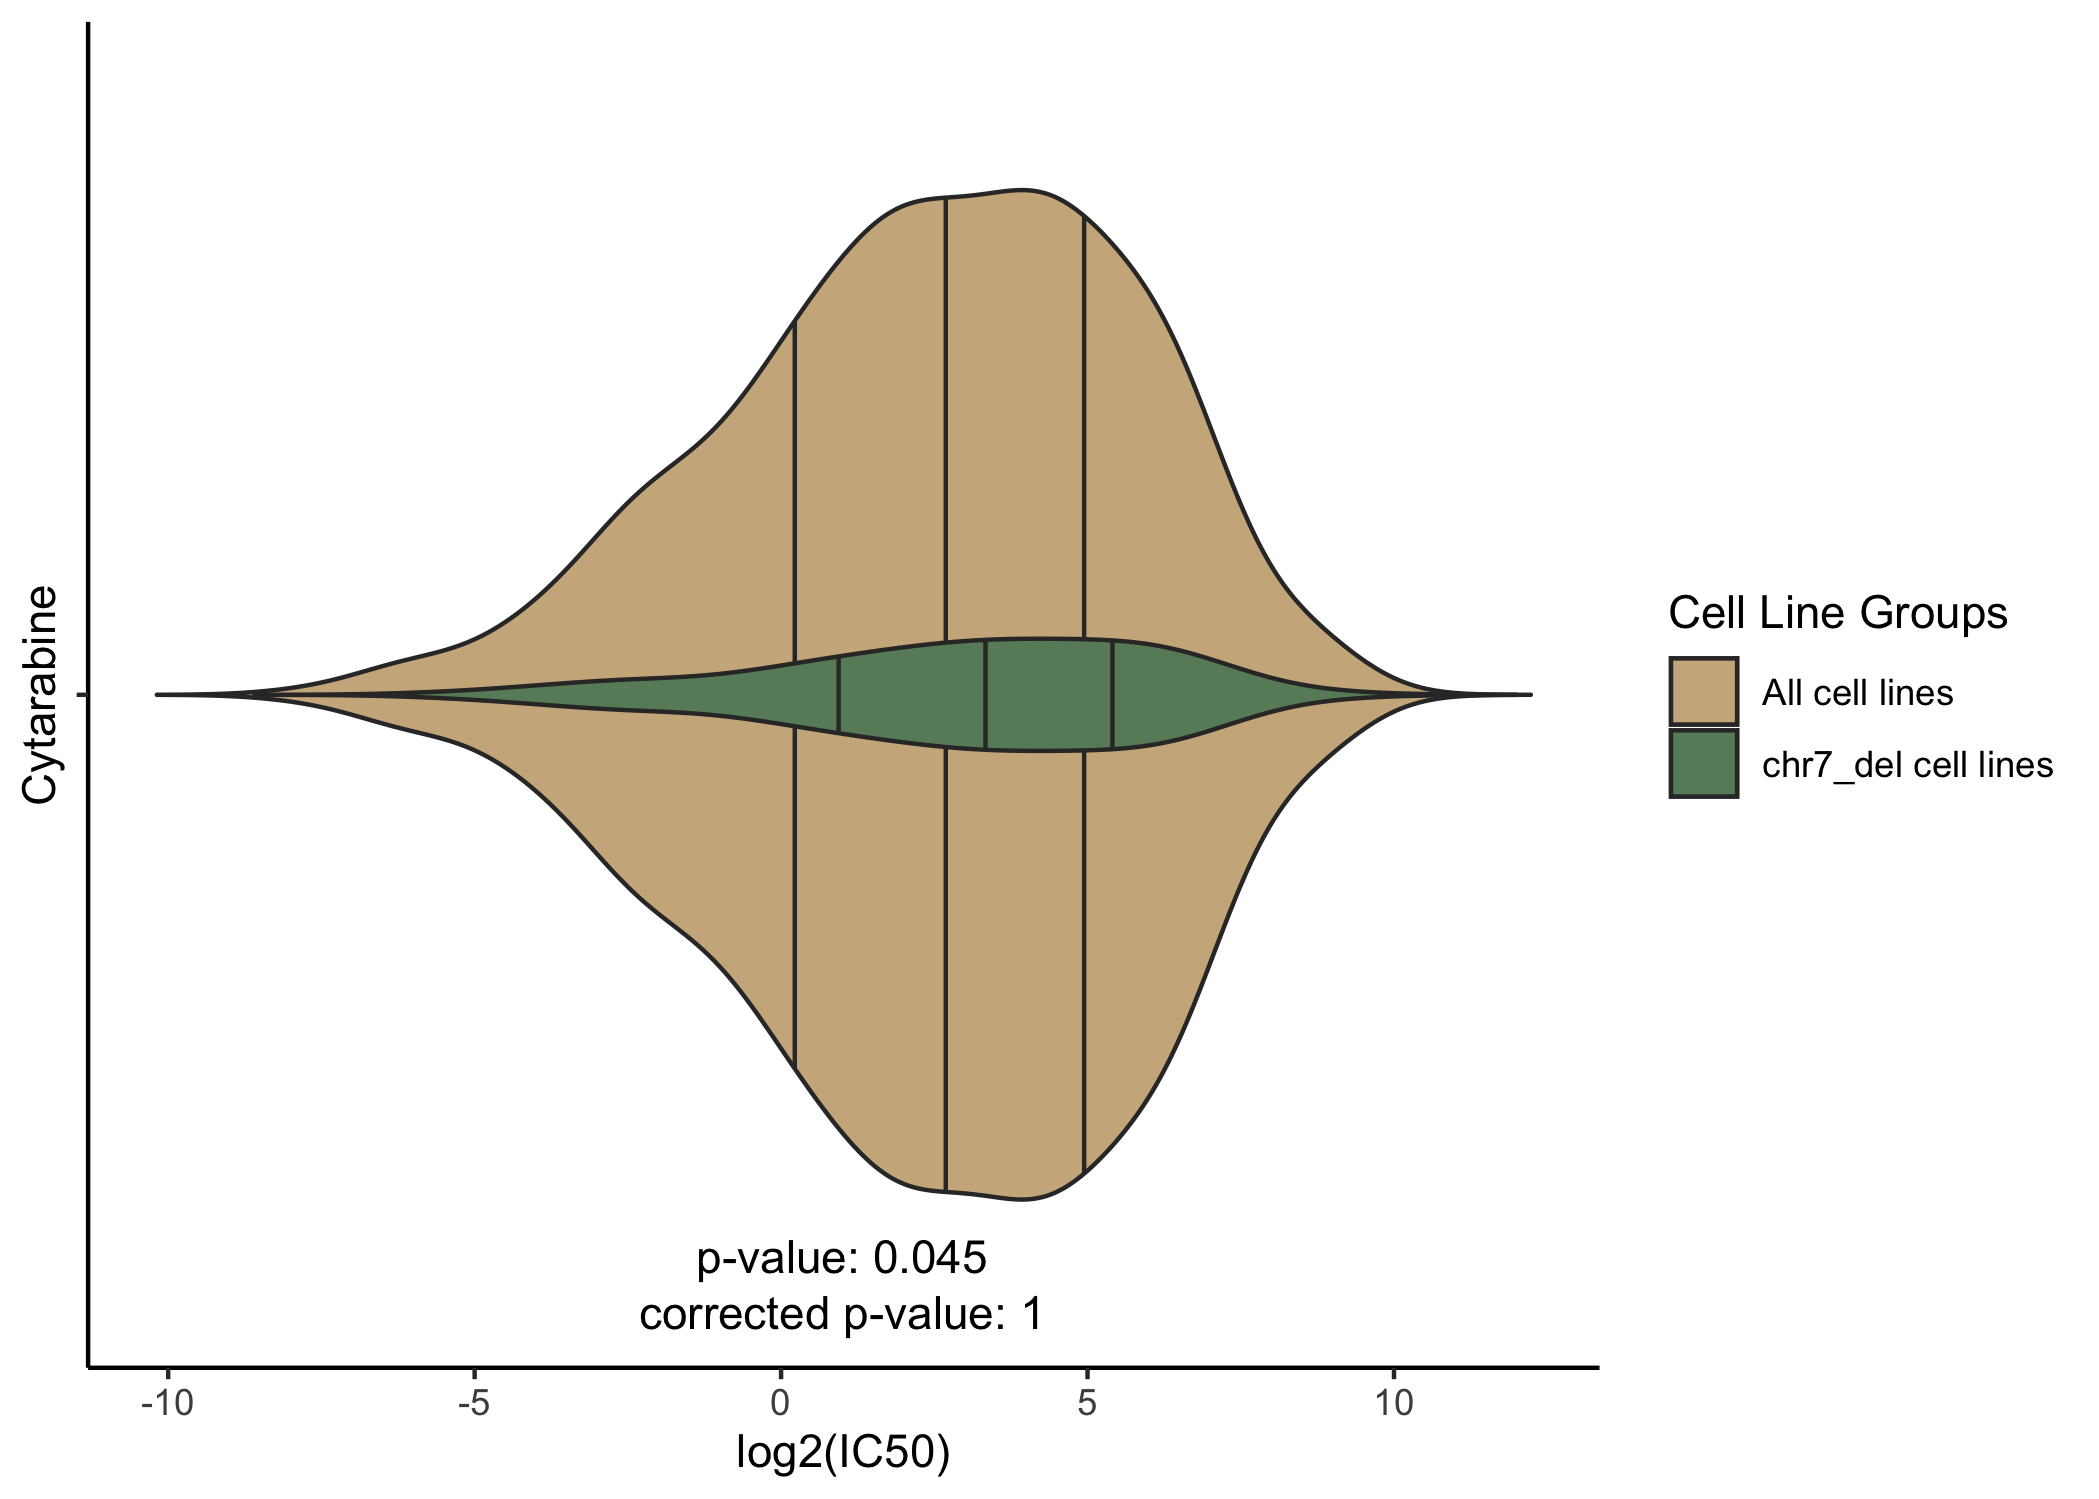 Cytarabine
p-value: 0.045
corrected p-value: 1
-10 -5 0 5 10
log2(IC50)
Cell Line Groups
All cell lines
chr7_del cell lines